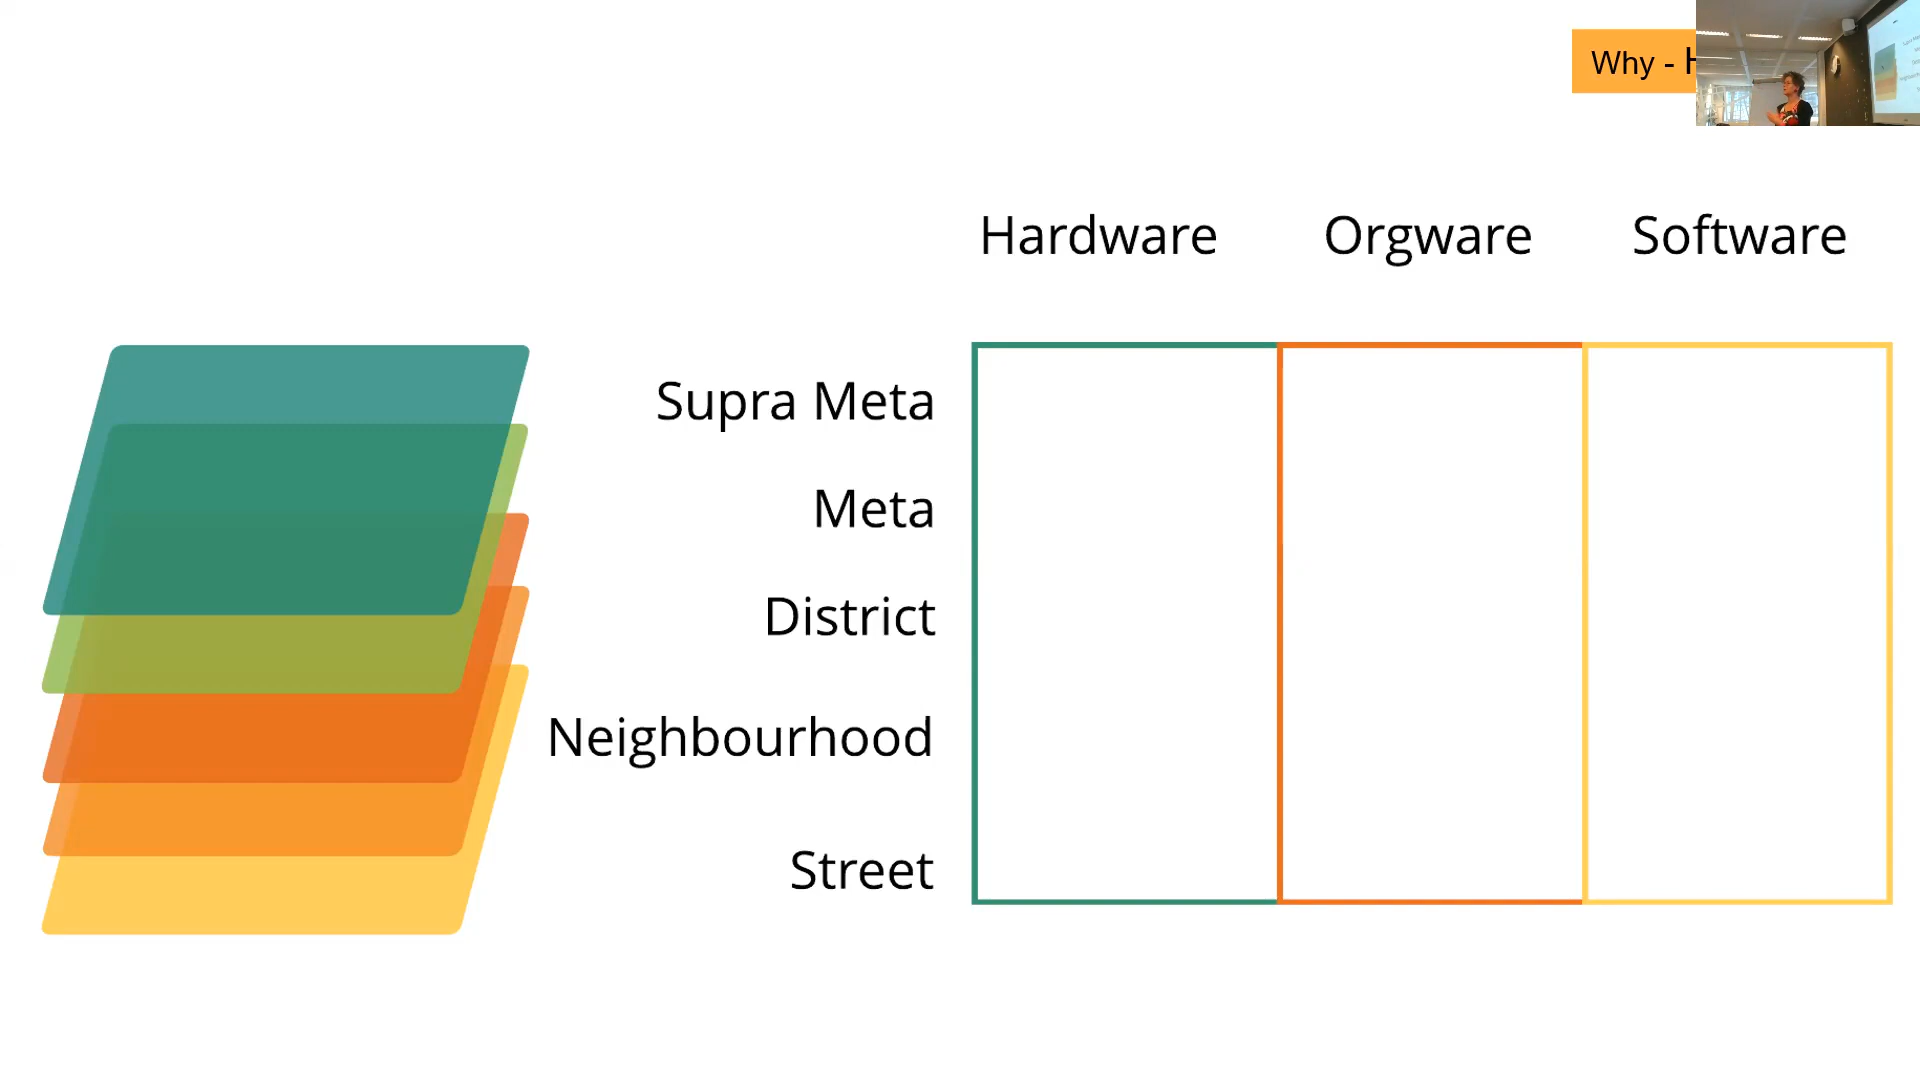 Why -
Hardware Orgware Software
Supra Meta
Meta
District
Neighbourhood
Street